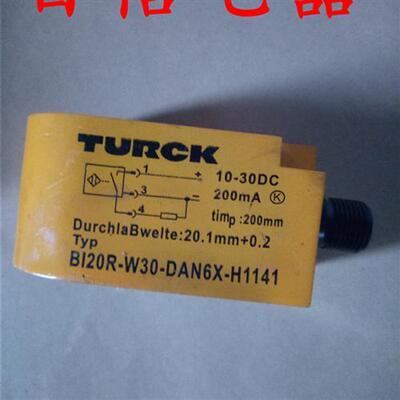 TURCK
1 + 10-30DC
3 = 200mA Ⓚ
4 timp:200mm
DurchlaBwelte:20.1mm+0.2
Typ
BI20R-W30-DAN6X-H1141